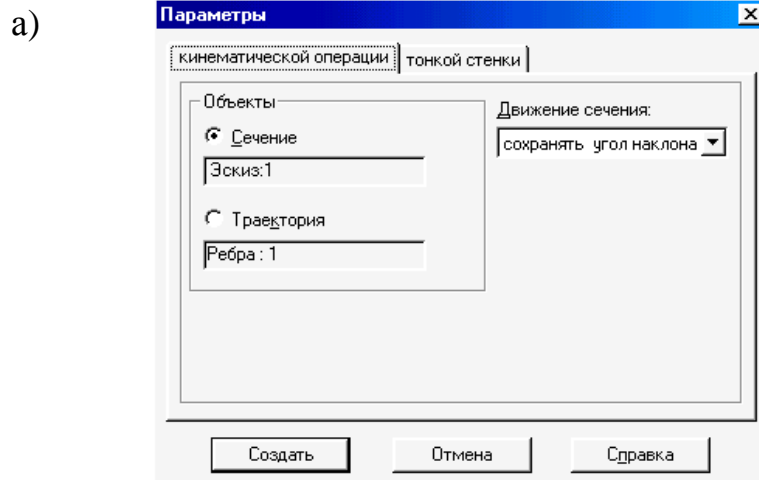 а)
Параметры
кинематической операции тонкой стенки
Объекты
Движение сечения:
Сечение
сохранять угол наклона
Эскиз:1
Траектория
Ребра : 1
Создать Отмена Справка